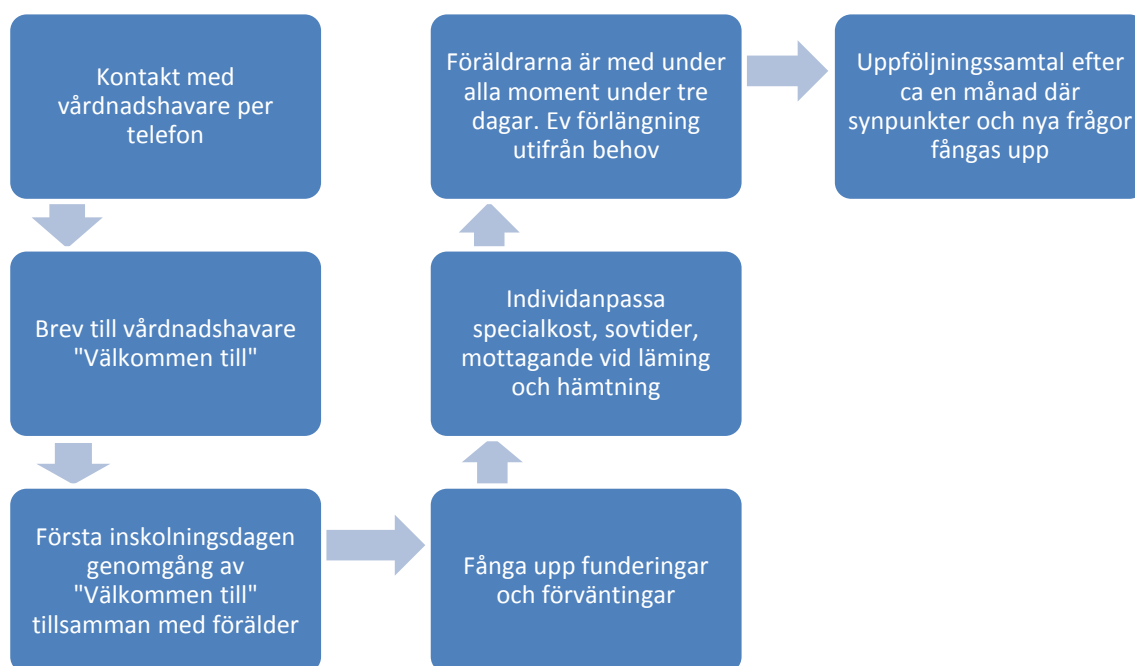 Kontakt med
vårdnadshavare per
telefon
Brev till vårdnadshavare
"Välkommen till"
Första inskolningsdagen
genomgång av
"Välkommen till"
tillsamman med förälder
Fånga upp funderingar
och förväntingar
Individanpassa
specialkost, sovtider,
mottagande vid läming
och hämtning
Föräldrarna är med under
alla moment under tre
dagar. Ev förlängning
utifrån behov
Uppföljningssamtal efter
ca en månad där
synpunkter och nya frågor
fångas upp